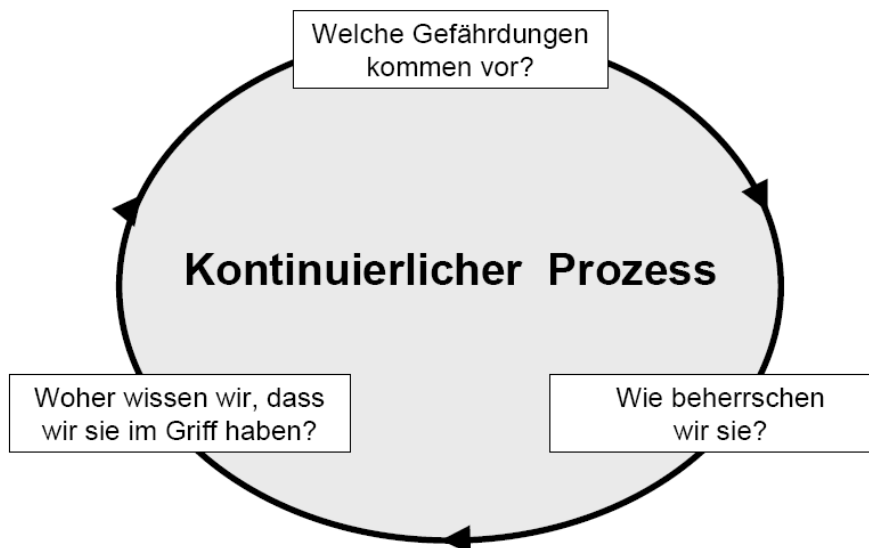 Welche Gefährdungen
kommen vor?
Kontinuierlicher Prozess
Woher wissen wir, dass
wir sie im Griff haben?
Wie beherrschen
wir sie?